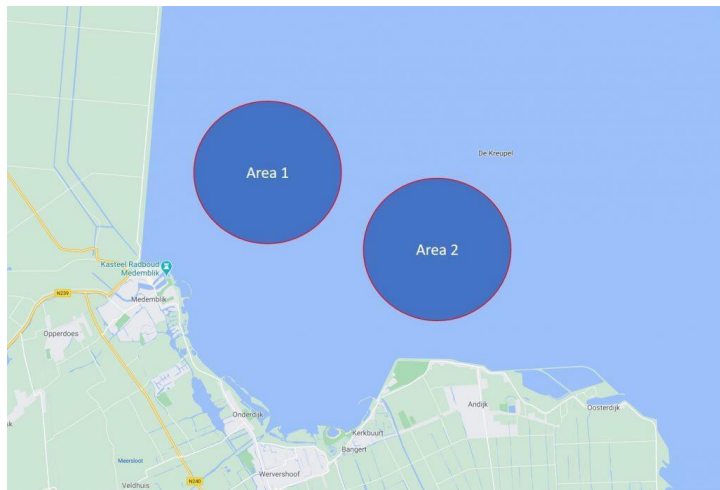 Area 1
De Kreupel
Area 2
Kasteel Radboud
Medemblik
N239
Medemblik
Opperdoes
Andijk
Oosterdijk
Onderdijk
Kerkbuurt
Bangert
Meersloot
Wervershoof
N240
Veldhuis